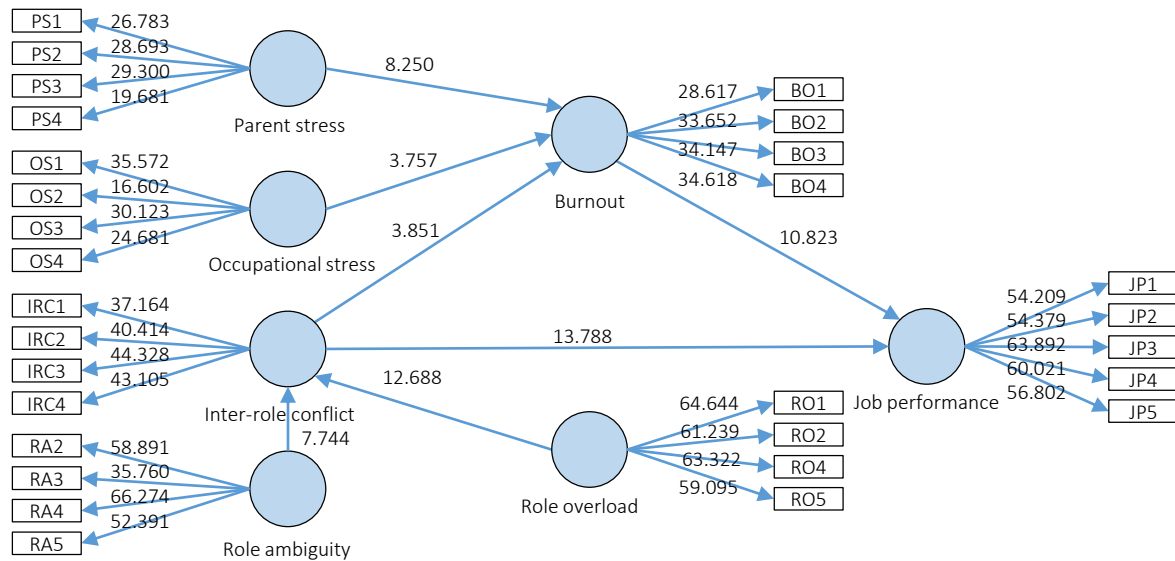 PS1
26.783
PS2
28.693
PS3
29.300
PS4
19.681
Parent stress
8.250
OS1
35.572
OS2
16.602
OS3
30.123
OS4
24.681
Occupational stress
3.757
3.851
Burnout
28.617
BO1
33.652
BO2
34.147
BO3
34.618
BO4
10.823
IRC1
37.164
IRC2
40.414
IRC3
44.328
IRC4
43.105
Inter-role conflict
13.788
12.688
7.744
Job performance
54.209
JP1
54.379
JP2
63.892
JP3
60.021
JP4
56.802
JP5
RA2
58.891
RA3
35.760
RA4
66.274
RA5
52.391
Role ambiguity
Role overload
64.644
RO1
61.239
RO2
63.322
RO4
59.095
RO5